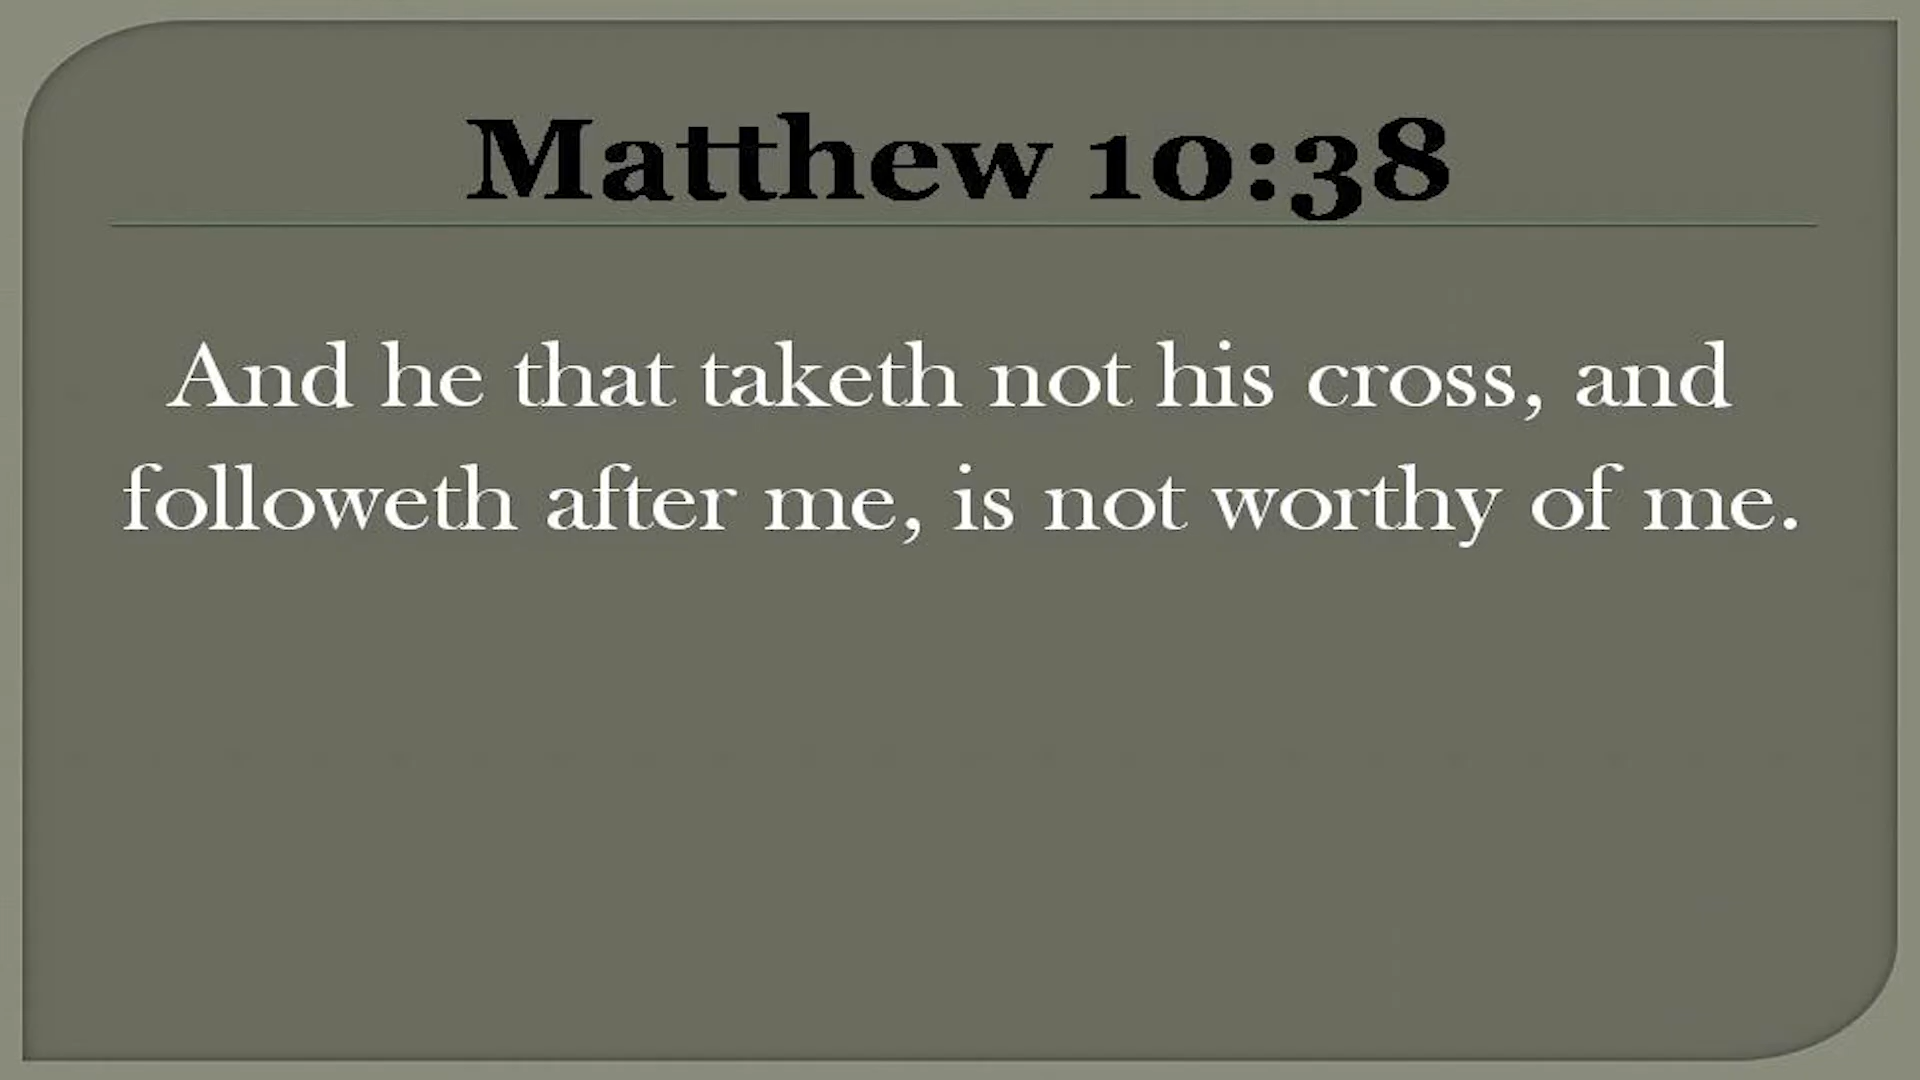 Matthew 10:38
And he that taketh not his cross, and
followeth after me, is not worthy of me.